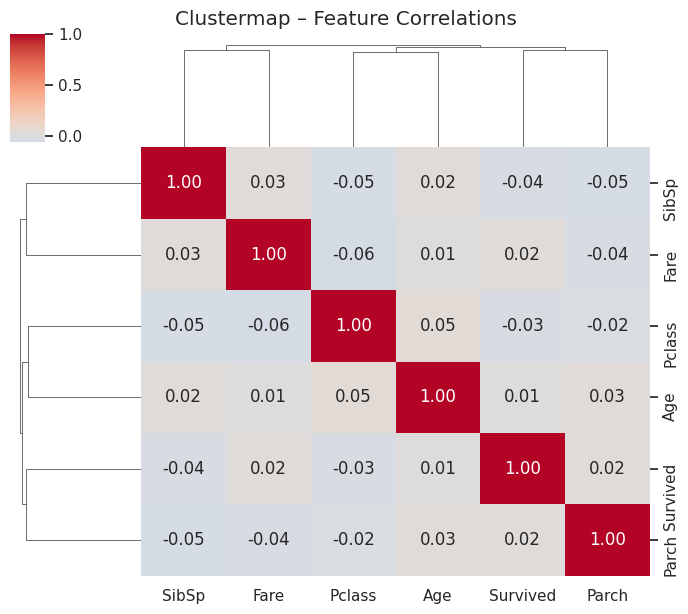 Clustermap – Feature Correlations
1.0
0.5
0.0
1.00 0.03 -0.05 0.02 -0.04 -0.05 SibSp
0.03 1.00 -0.06 0.01 0.02 -0.04 Fare
-0.05 -0.06 1.00 0.05 -0.03 -0.02 Pclass
0.02 0.01 0.05 1.00 0.01 0.03 Age
-0.04 0.02 -0.03 0.01 1.00 0.02 Survived
-0.05 -0.04 -0.02 0.03 0.02 1.00 Parch
SibSp Fare Pclass Age Survived Parch